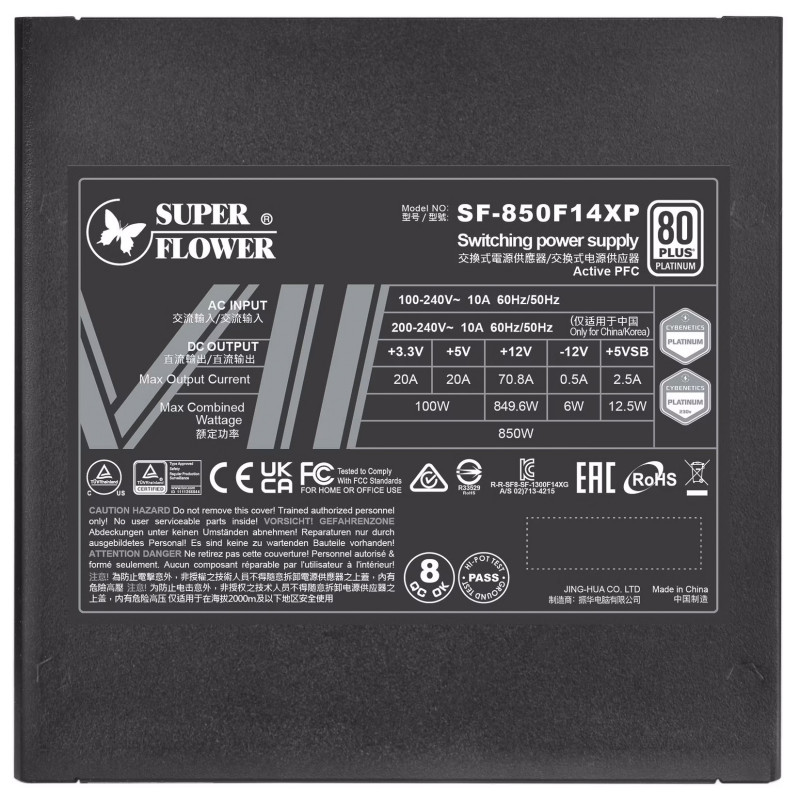 SUPER ®
FLOWER
Model NO:
型号 / 型號: SF-850F14XP
Switching power supply
交換式電源供應器/交换式电源供应器
Active PFC
80
PLUS®
PLATINUM
AC INPUT
交流輸入/交流输入
100-240V~ 10A 60Hz/50Hz
200-240V~ 10A 60Hz/50Hz (仅适用于中国
Only for China/Korea)
DC OUTPUT
直流輸出/直流输出
+3.3V +5V +12V -12V +5VSB
Max Output Current 20A 20A 70.8A 0.5A 2.5A
Max Combined
Wattage
額定功率
100W 849.6W 6W 12.5W
850W
CYBENETICS
PLATINUM
CYBENETICS
PLATINUM
230v
TÜVRheinland
C US
TÜVRheinland
CERTIFIED
Type Approved
Safety
Regular Production
Surveillance
CE UK
CA FC Tested to Comply
With FCC Standards
FOR HOME OR OFFICE USE
R33529
RoHS
R-R-SF8-SF-1300F14XG
A/S 02)713-4215
EAC
RoHS
CAUTION HAZARD Do not remove this cover! Trained authorized personnel
only! No user serviceable parts inside! VORSICHT! GEFAHRENZONE
Abdeckungen unter keinen Umständen abnehmen! Reparaturen nur durch
ausgebildetes Personal! Es sind keine zu wartenden Bauteile vorhanden!
ATTENTION DANGER Ne retirez pas cette couverture! Personnel autorisé &
formé seulement. Aucun composant réparable par l'utilisateur à l'intérieur!
注意! 為防止電擊意外，非授權之技術人員不得隨意拆卸電源供應器之上蓋，内有
危險高壓 注意! 为防止电击意外，非授权之技术人员不得随意拆卸电源供应器之
上盖，内有危险高压 仅适用于在海拔2000m及以下地区安全使用
8
QC OK
HI-POT TEST
PASS
GROUND TEST
JING-HUA CO. LTD
制造商：振华电脑有限公司
Made in China
中国制造